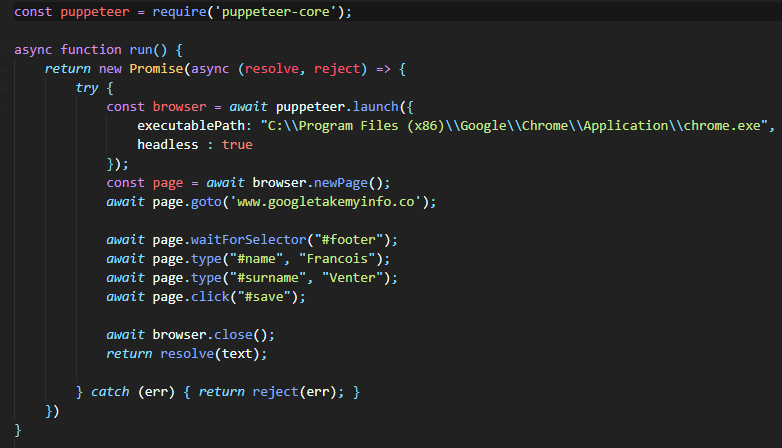 const puppeteer = require('puppeteer-core');
async function run() {
return new Promise(async (resolve, reject) => {
try {
const browser = await puppeteer.launch({
executablePath: "C:\\Program Files (x86)\\Google\\Chrome\\Application\\chrome.exe",
headless : true
});
const page = await browser.newPage();
await page.goto('www.googletakemyinfo.co');
await page.waitForSelector("#footer");
await page.type("#name", "Francois");
await page.type("#surname", "Venter");
await page.click("#save");
await browser.close();
return resolve(text);
} catch (err) { return reject(err); }
})
}